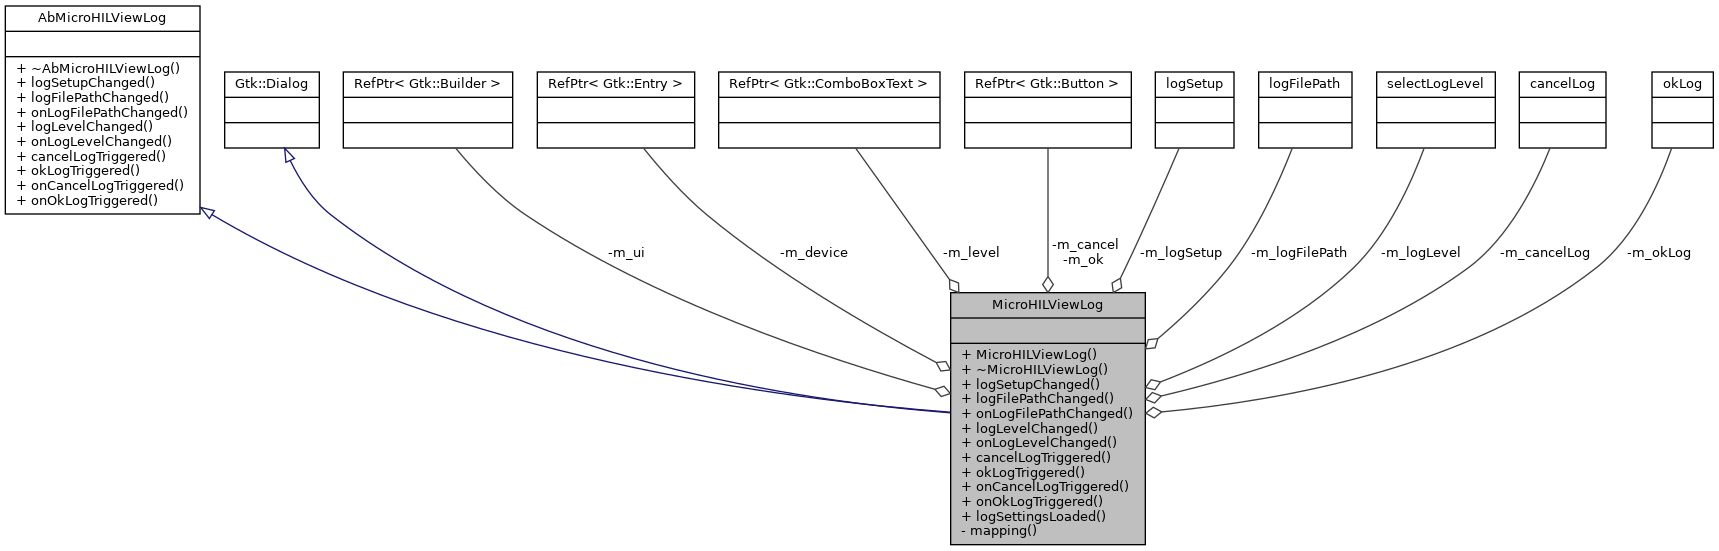 AbMicroHILViewLog
+ ~AbMicroHILViewLog()
+ logSetupChanged()
+ logFilePathChanged()
+ onLogFilePathChanged()
+ logLevelChanged()
+ onLogLevelChanged()
+ cancelLogTriggered()
+ okLogTriggered()
+ onCancelLogTriggered()
+ onOkLogTriggered()
Gtk::Dialog
RefPtr< Gtk::Builder >
RefPtr< Gtk::Entry >
RefPtr< Gtk::ComboBoxText >
RefPtr< Gtk::Button >
logSetup
logFilePath
selectLogLevel
cancelLog
okLog
-m_ui
-m_device
-m_level
-m_cancel
-m_ok
-m_logSetup
-m_logFilePath
-m_logLevel
-m_cancelLog
-m_okLog
MicroHILViewLog
+ MicroHILViewLog()
+ ~MicroHILViewLog()
+ logSetupChanged()
+ logFilePathChanged()
+ onLogFilePathChanged()
+ logLevelChanged()
+ onLogLevelChanged()
+ cancelLogTriggered()
+ okLogTriggered()
+ onCancelLogTriggered()
+ onOkLogTriggered()
+ logSettingsLoaded()
- mapping()